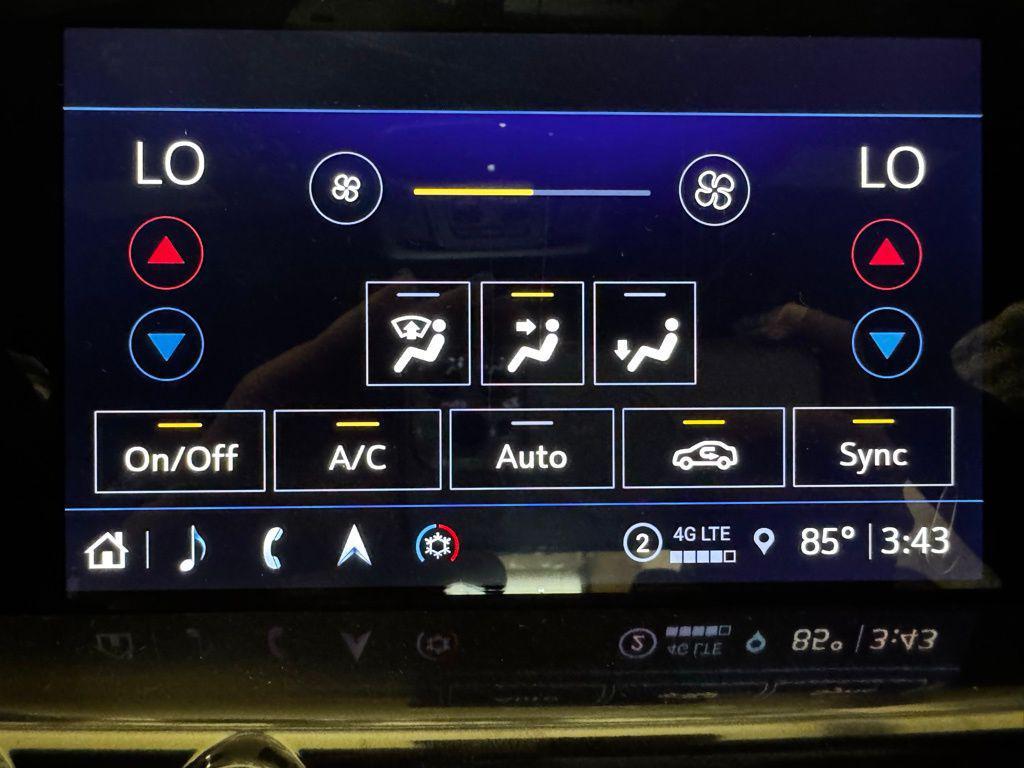 LO LO
On/Off A/C Auto Sync
2 4G LTE 85° 3:43